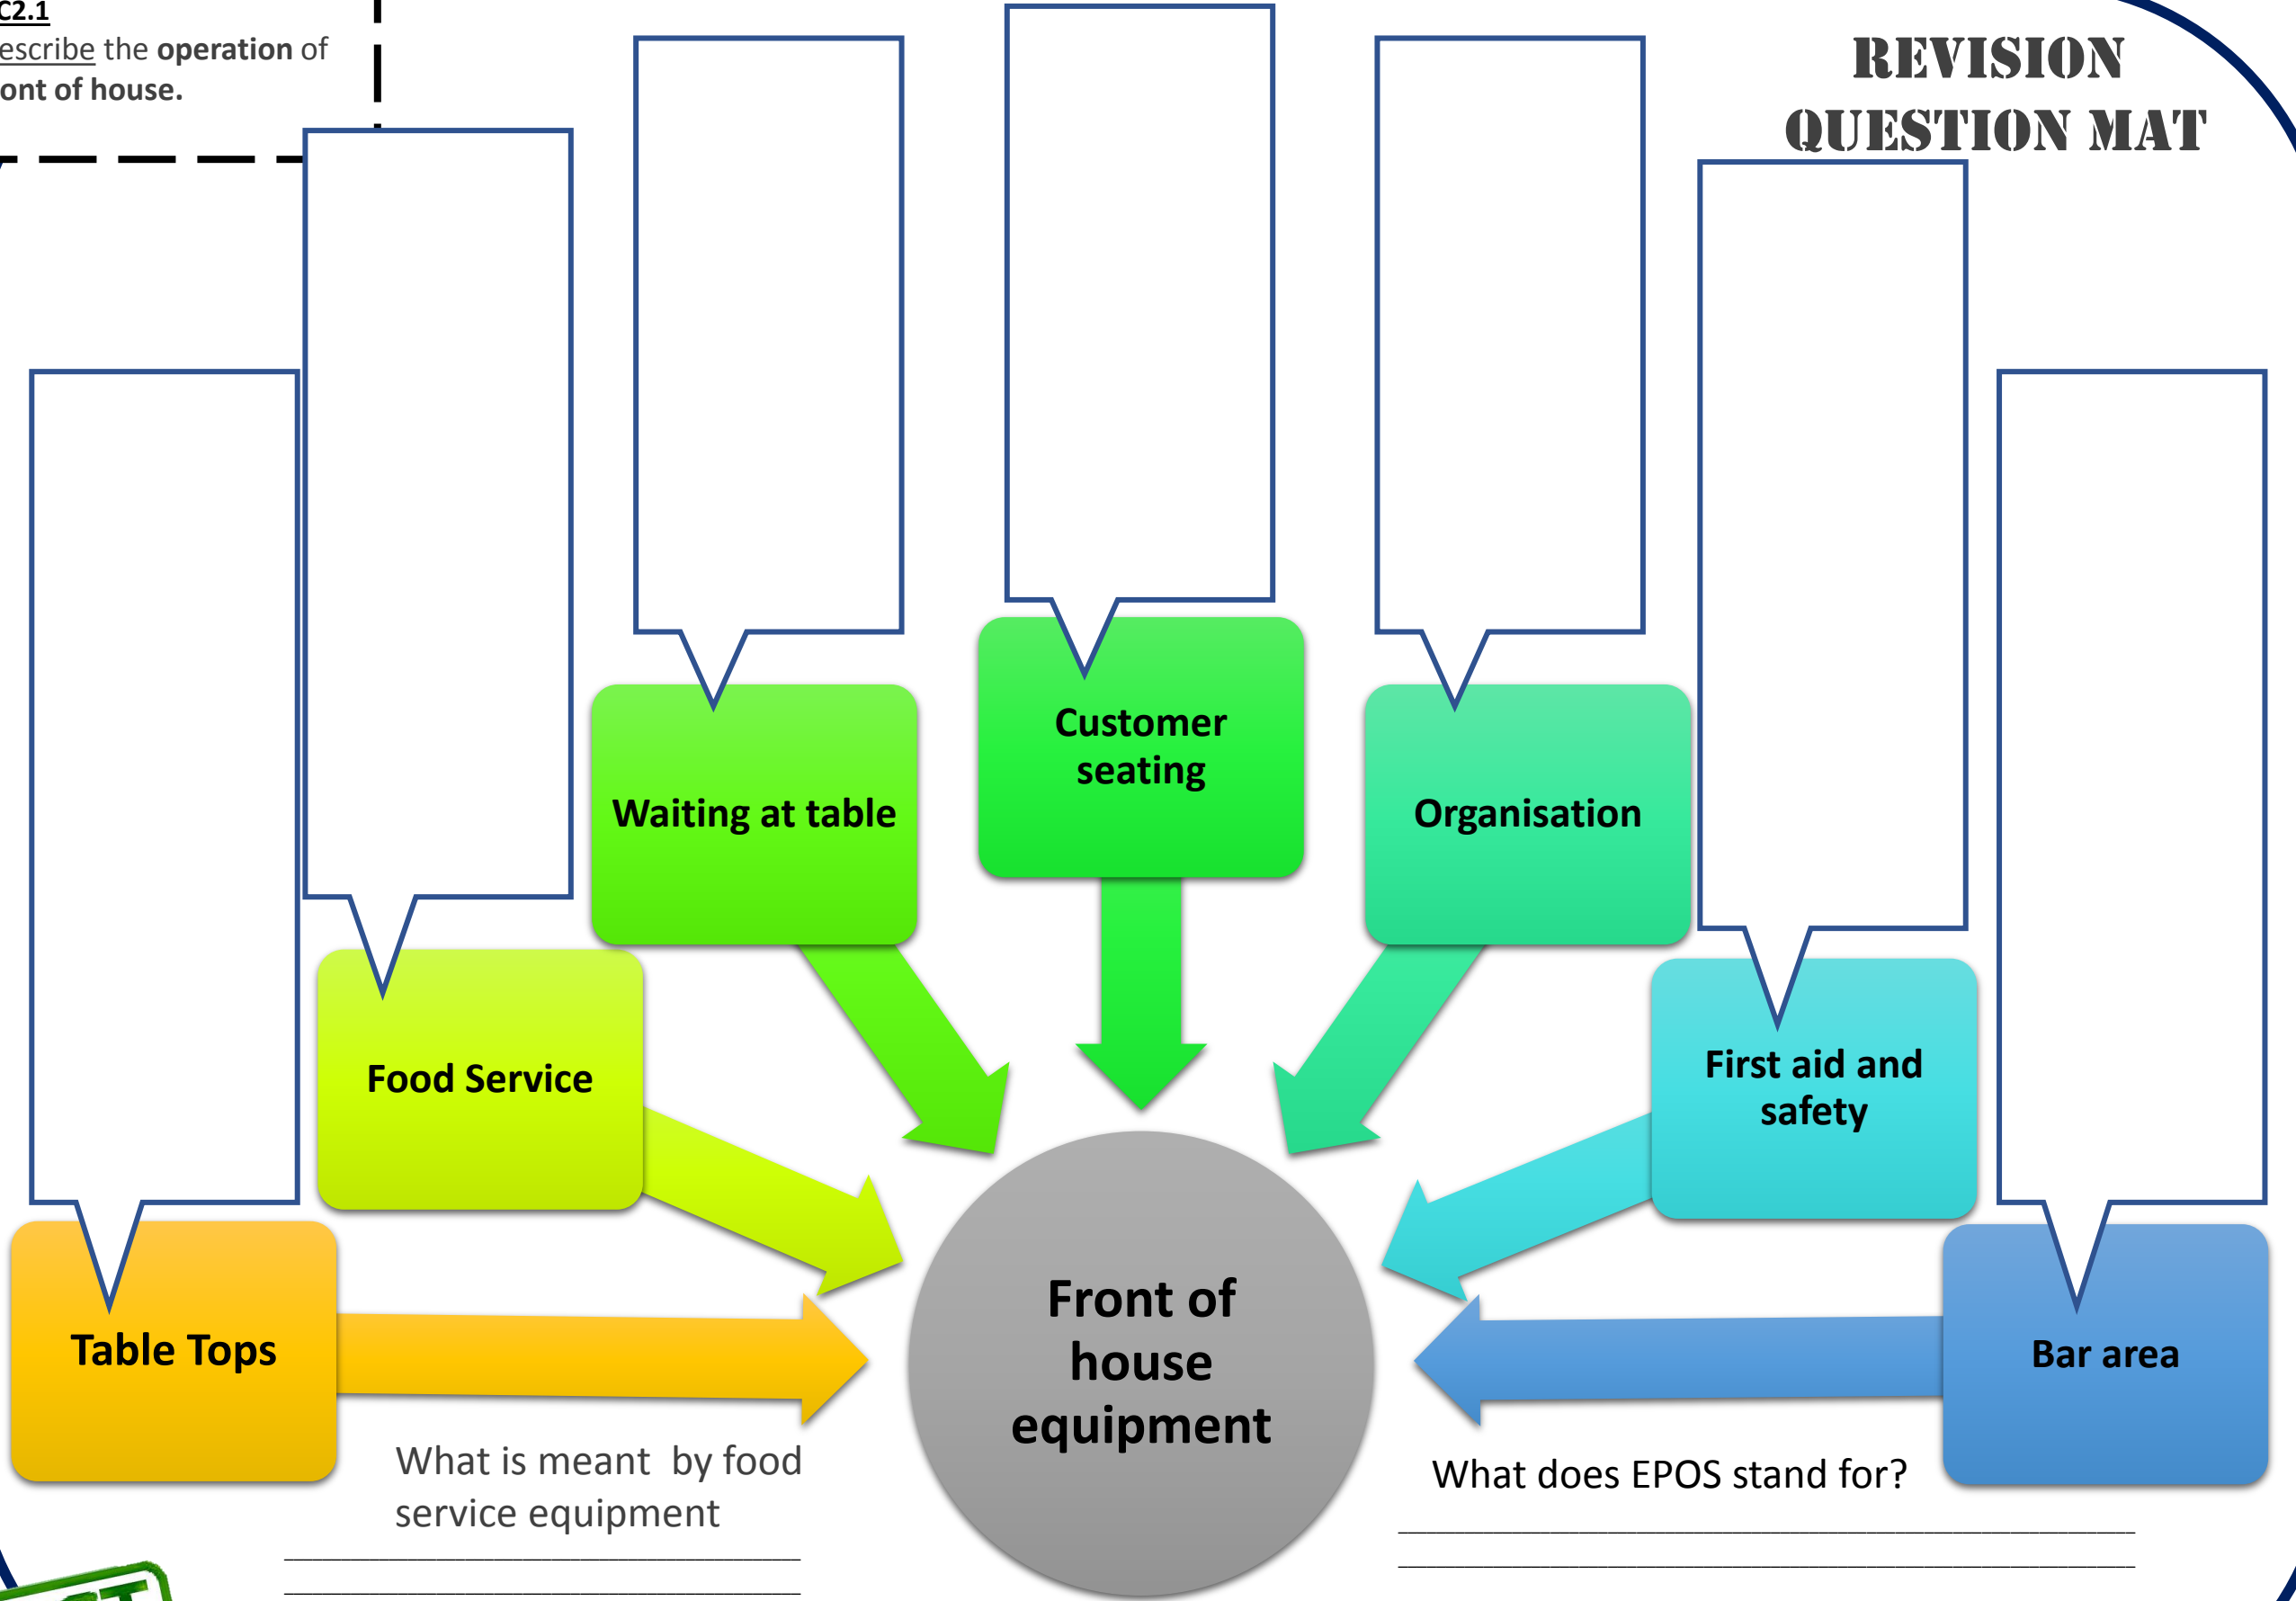 C2.1
escribe the operation of
ont of house.
REVISION
QUESTION MAT
Customer
seating
Waiting at table
Organisation
Food Service
First aid and
safety
Table Tops
Front of
house
equipment
Bar area
What is meant by food
service equipment
What does EPOS stand for?